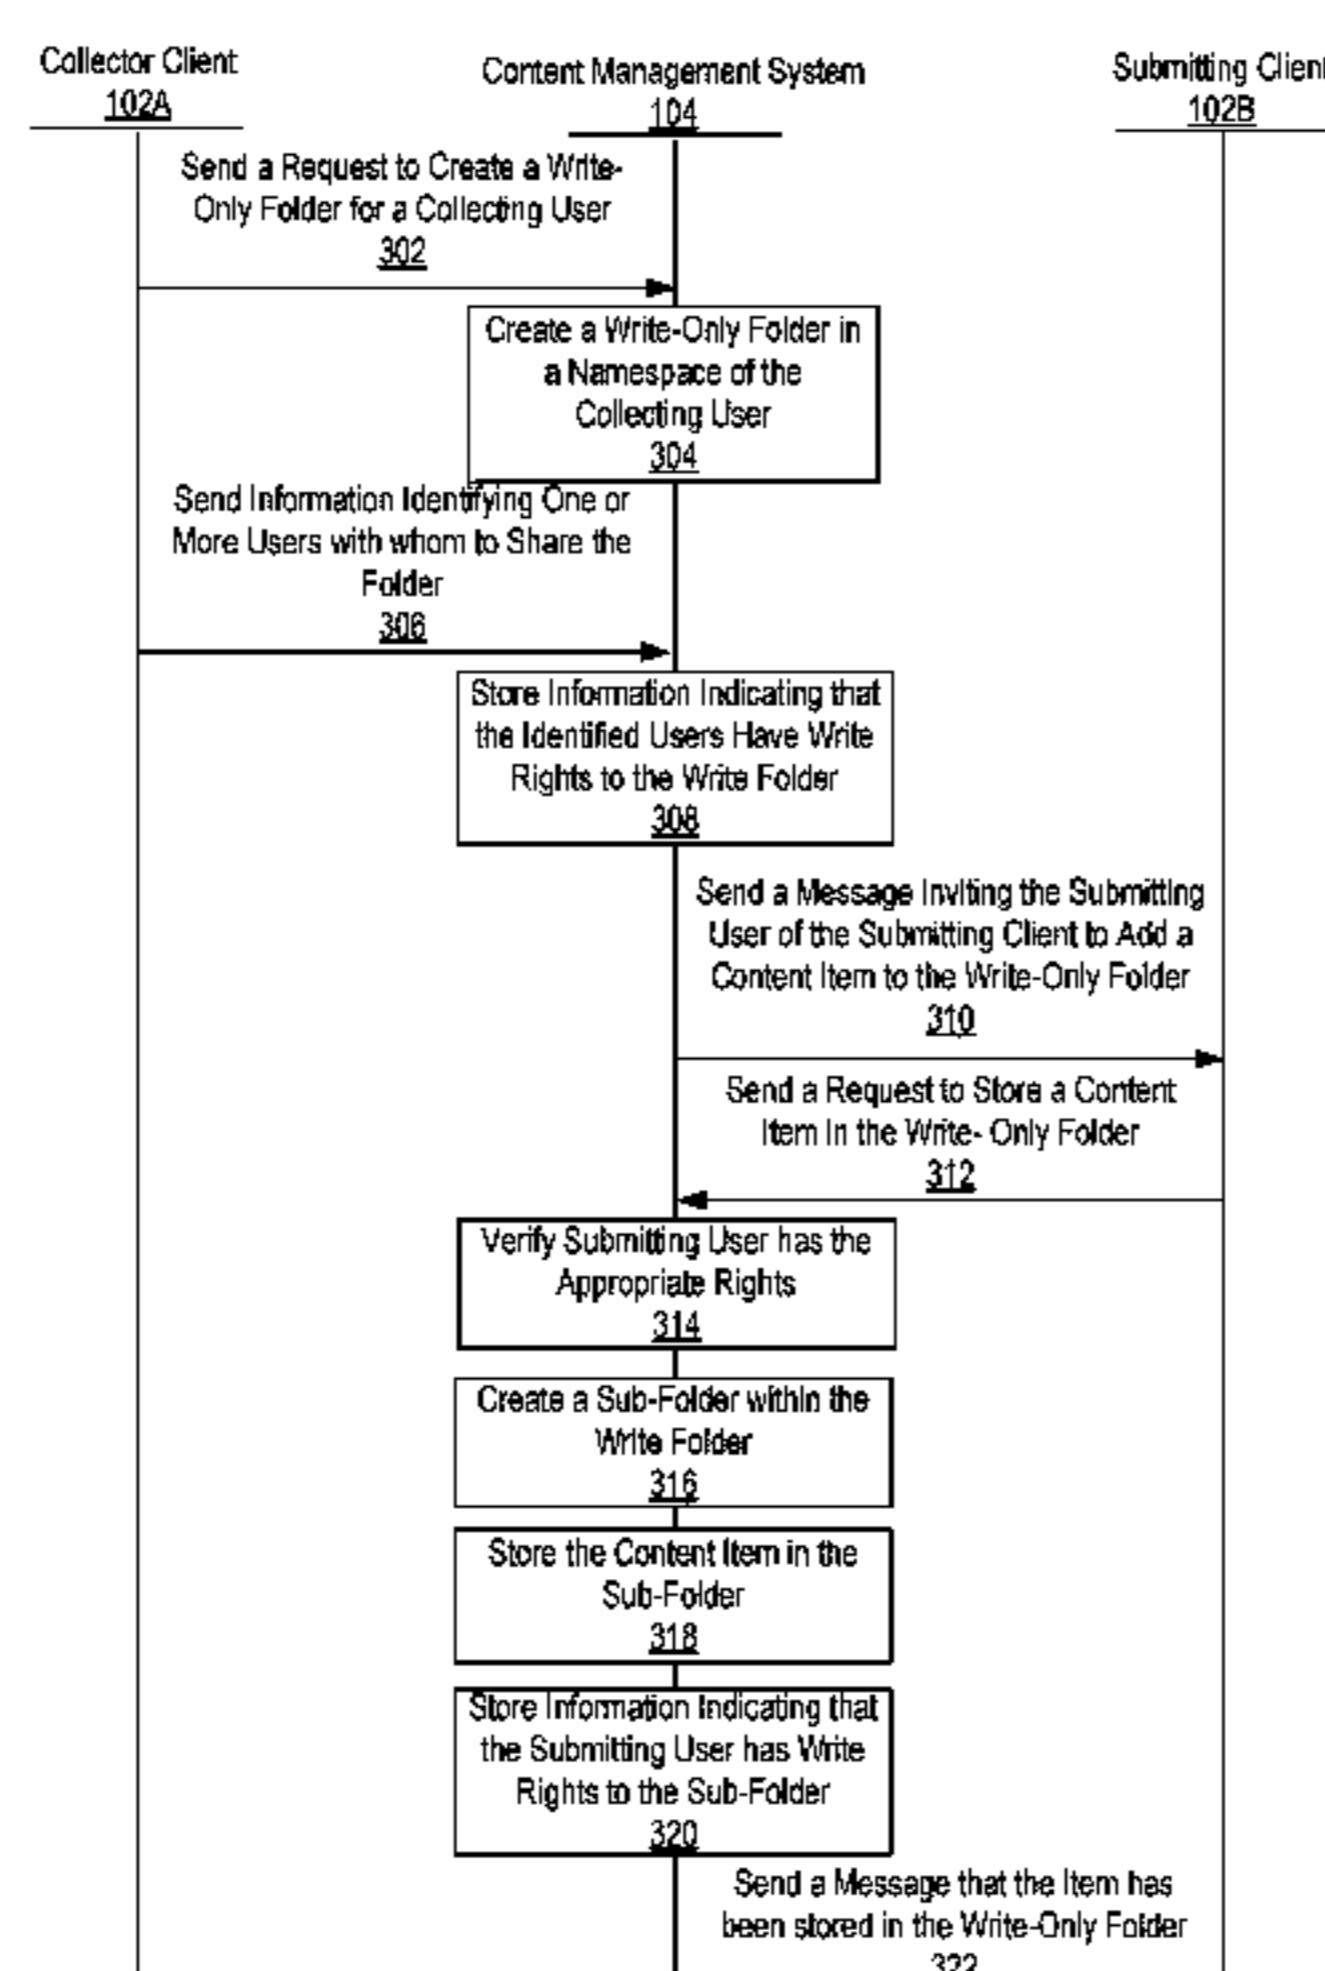 Collector Client
102A
Content Management System
104
Submitting Client
102B
Send a Request to Create a Write-
Only Folder for a Collecting User
302
Create a Write-Only Folder in
a Namespace of the
Collecting User
304
Send Information Identifying One or
More Users with whom to Share the
Folder
306
Store Information Indicating that
the Identified Users Have Write
Rights to the Write Folder
308
Send a Message Inviting the Submitting
User of the Submitting Client to Add a
Content Item to the Write-Only Folder
310
Send a Request to Store a Content
Item In the Write- Only Folder
312
Verify Submitting User has the
Appropriate Rights
314
Create a Sub-Folder within the
Write Folder
316
Store the Content Item in the
Sub-Folder
318
Store Information Indicating that
the Submitting User has Write
Rights to the Sub-Folder
320
Send a Message that the Item has
been stored in the Write-Only Folder
322